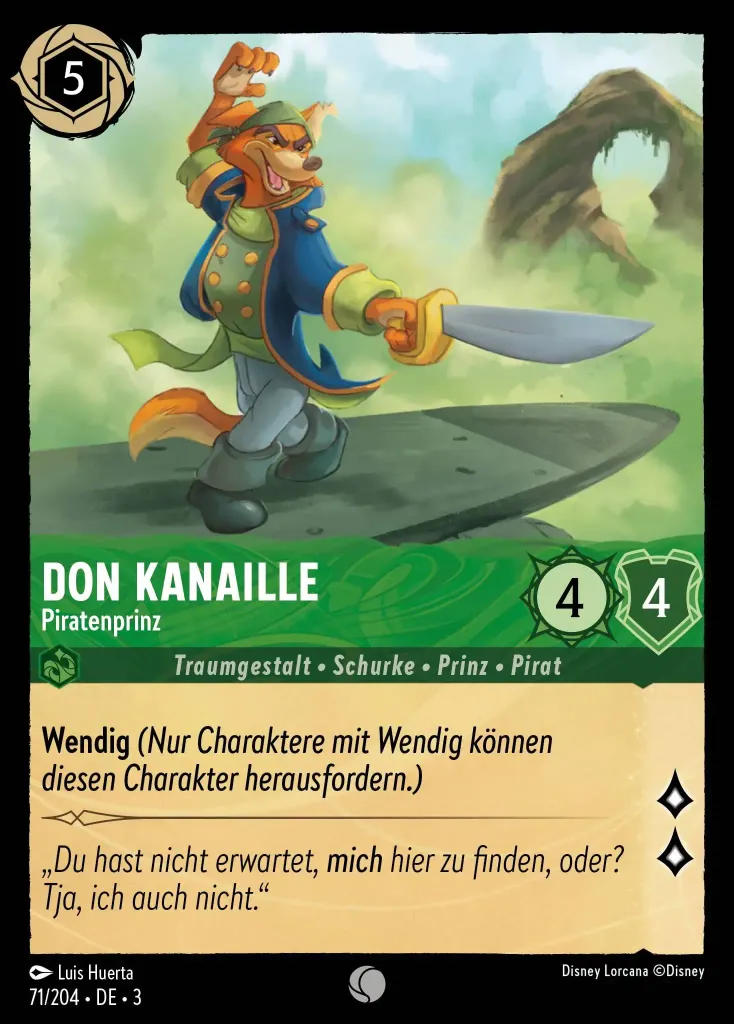 5
DON KANAILLE
Piratenprinz
4 4
Traumgestalt • Schurke • Prinz • Pirat
Wendig (Nur Charaktere mit Wendig können
diesen Charakter herausfordern.)
„Du hast nicht erwartet, mich hier zu finden, oder?
Tja, ich auch nicht.“
Luis Huerta
Disney Lorcana ©Disney
71/204 • DE • 3